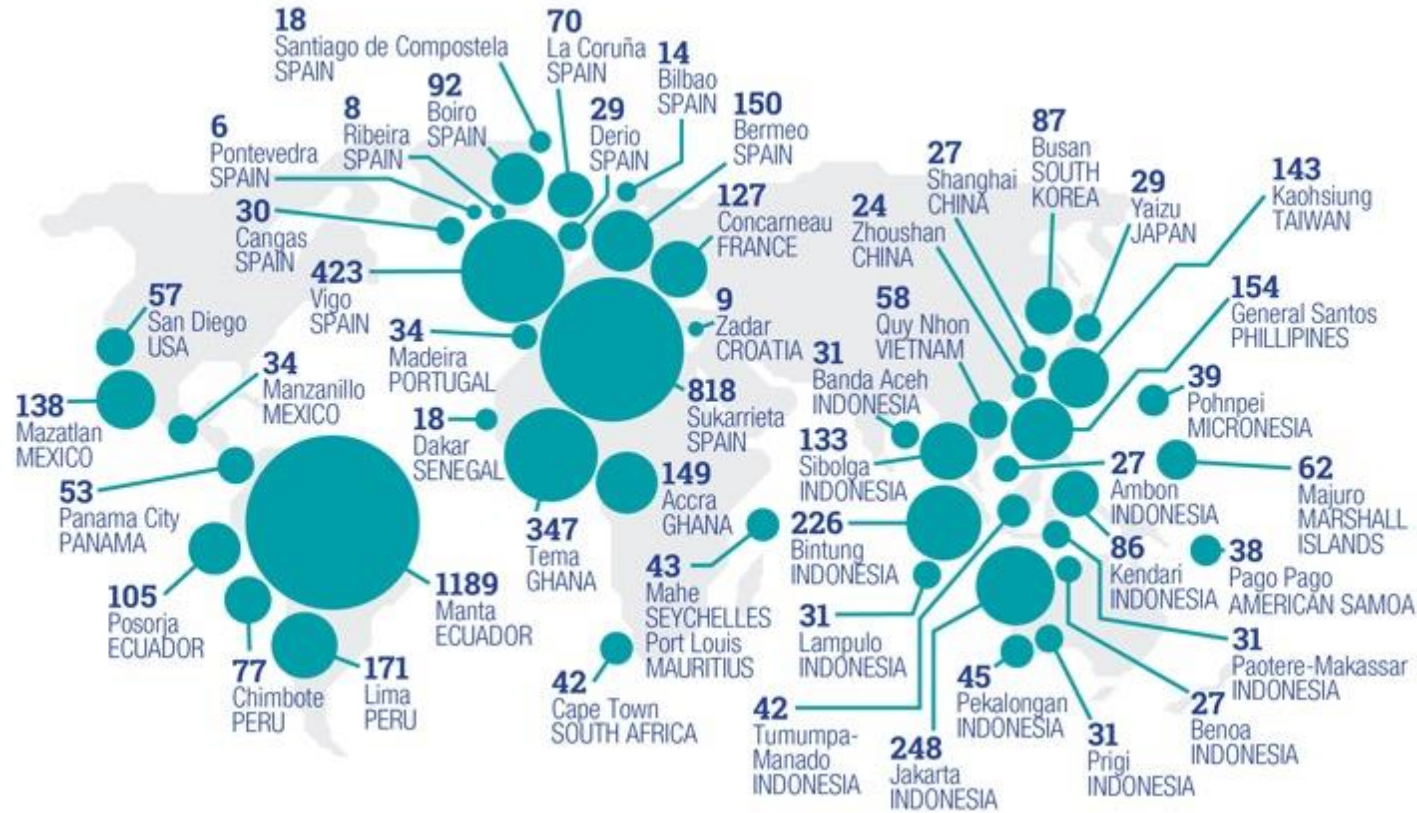 18
Santiago de Compostela
SPAIN
70
La Coruña
SPAIN
14
Bilbao
SPAIN
92
Boiro
SPAIN
8
Ribeira
SPAIN
29
Derio
SPAIN
150
Bermeo
SPAIN
6
Pontevedra
SPAIN
30
Cangas
SPAIN
127
Concarneau
FRANCE
423
Vigo
SPAIN
9
Zadar
CROATIA
34
Madeira
PORTUGAL
818
Sukarrieta
SPAIN
57
San Diego
USA
34
Manzanillo
MEXICO
138
Mazatlan
MEXICO
53
Panama City
PANAMA
105
Posorja
ECUADOR
1189
Manta
ECUADOR
77
Chimbote
PERU
171
Lima
PERU
18
Dakar
SENEGAL
347
Tema
GHANA
149
Accra
GHANA
43
Mahe
SEYCHELLES
Port Louis
MAURITIUS
42
Cape Town
SOUTH AFRICA
27
Shanghai
CHINA
24
Zhoushan
CHINA
87
Busan
SOUTH
KOREA
29
Yaizu
JAPAN
143
Kaohsiung
TAIWAN
154
General Santos
PHILLIPINES
58
Quy Nhon
VIETNAM
31
Banda Aceh
INDONESIA
133
Sibolga
INDONESIA
226
Bintung
INDONESIA
31
Lampulo
INDONESIA
42
Tumumpa-
Manado
INDONESIA
248
Jakarta
INDONESIA
45
Pekalongan
INDONESIA
31
Prigi
INDONESIA
27
Benoa
INDONESIA
31
Paotere-Makassar
INDONESIA
86
Kendari
INDONESIA
27
Ambon
INDONESIA
39
Pohnpei
MICRONESIA
62
Majuro
MARSHALL
ISLANDS
38
Pago Pago
AMERICAN SAMOA